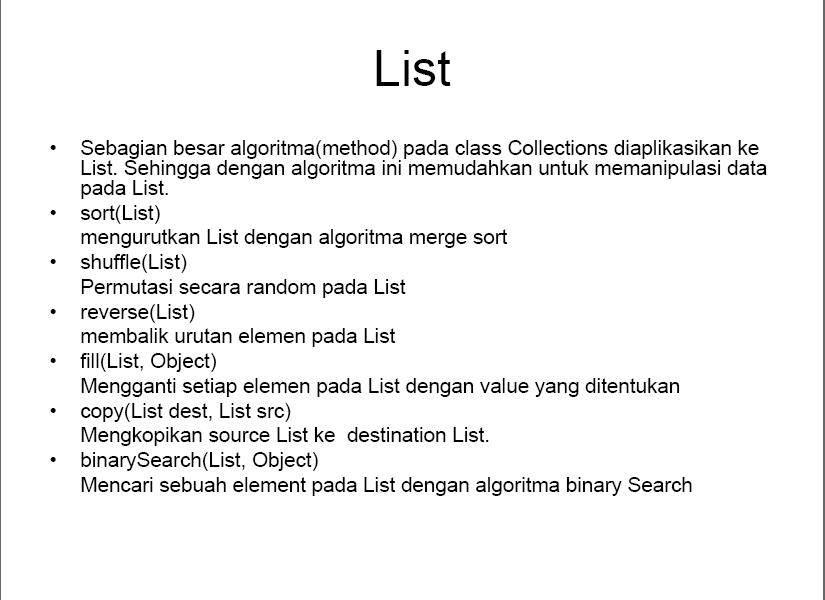 List
• Sebagian besar algoritma(method) pada class Collections diaplikasikan ke
List. Sehingga dengan algoritma ini memudahkan untuk memanipulasi data
pada List.
• sort(List)
mengurutkan List dengan algoritma merge sort
• shuffle(List)
Permutasi secara random pada List
• reverse(List)
membalik urutan elemen pada List
• fill(List, Object)
Mengganti setiap elemen pada List dengan value yang ditentukan
• copy(List dest, List src)
Mengkopikan source List ke  destination List.
• binarySearch(List, Object)
Mencari sebuah element pada List dengan algoritma binary Search